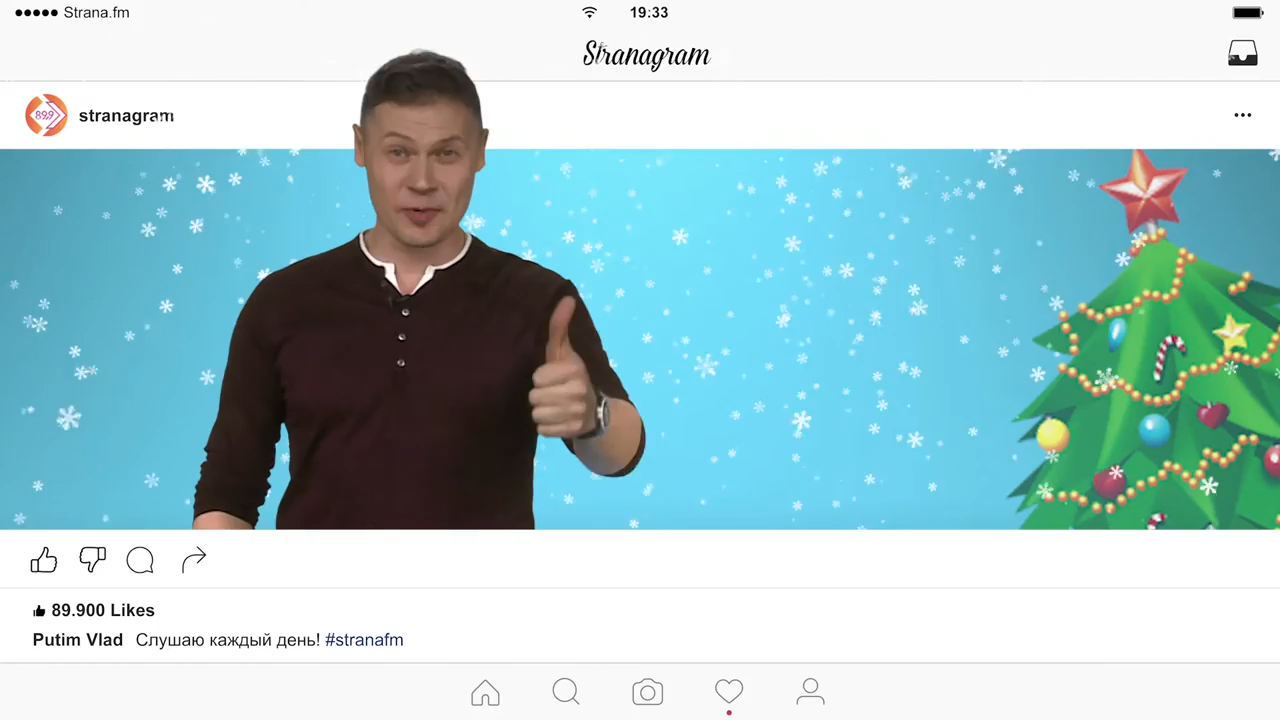 Strana.fm
19:33
Stranagram
89.9
stranagram
89.900 Likes
Putim Vlad Слушаю каждый день! #stranafm